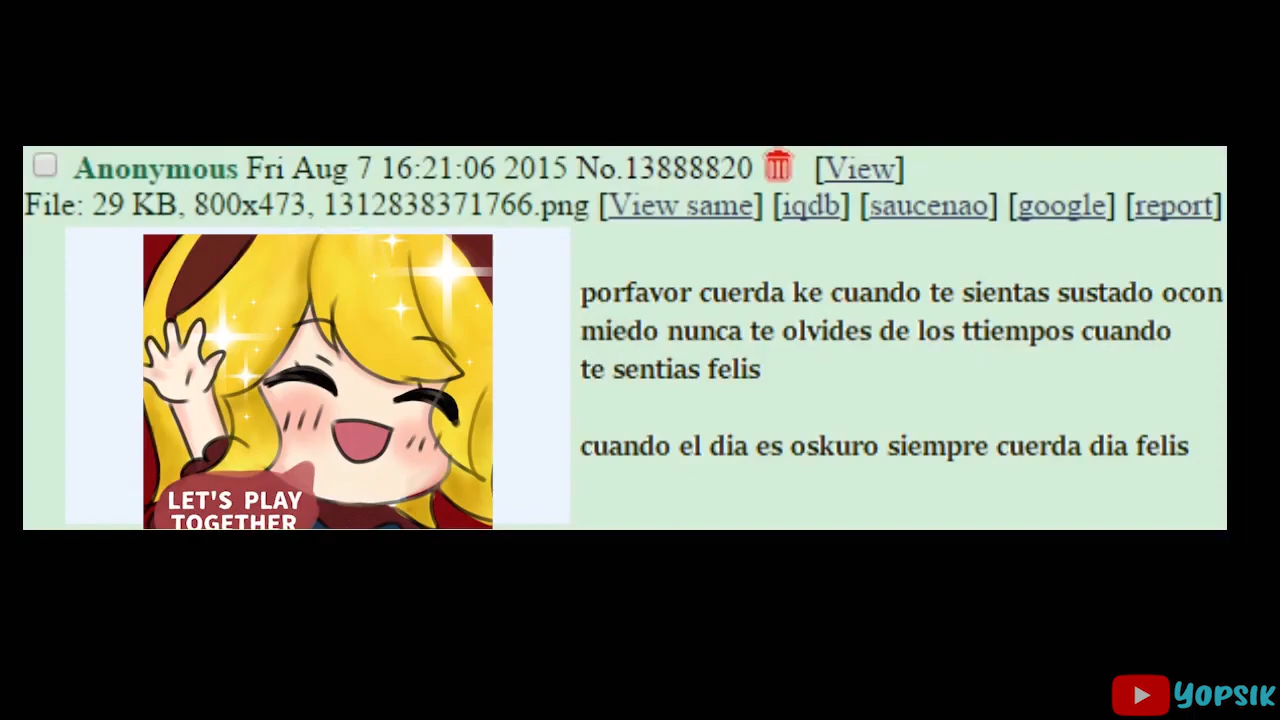 Anonymous Fri Aug 7 16:21:06 2015 No.13888820 [View]
File: 29 KB, 800x473, 1312838371766.png [View same] [iqdb] [saucenao] [google] [report]
porfavor cuerda ke cuando te sientas sustado ocon
miedo nunca te olvides de los ttiempos cuando
te sentias felis
cuando el dia es oskuro siempre cuerda dia felis
LET'S PLAY
TOGETHER
YOPSIK